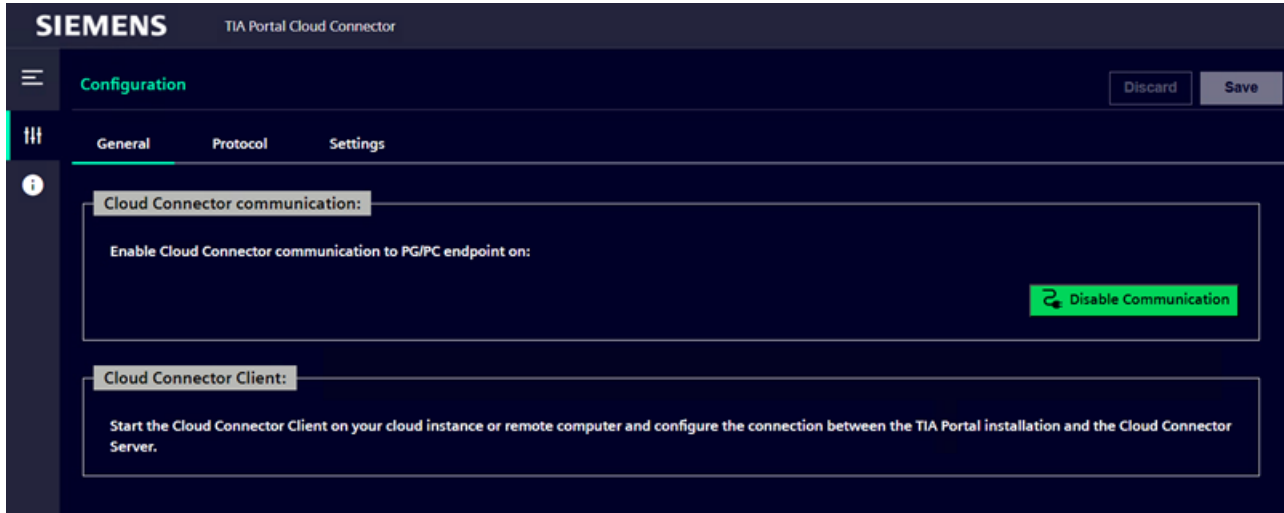 SIEMENS TIA Portal Cloud Connector
Configuration
Discard Save
General Protocol Settings
Cloud Connector communication:
Enable Cloud Connector communication to PG/PC endpoint on:
Disable Communication
Cloud Connector Client:
Start the Cloud Connector Client on your cloud instance or remote computer and configure the connection between the TIA Portal installation and the Cloud Connector
Server.